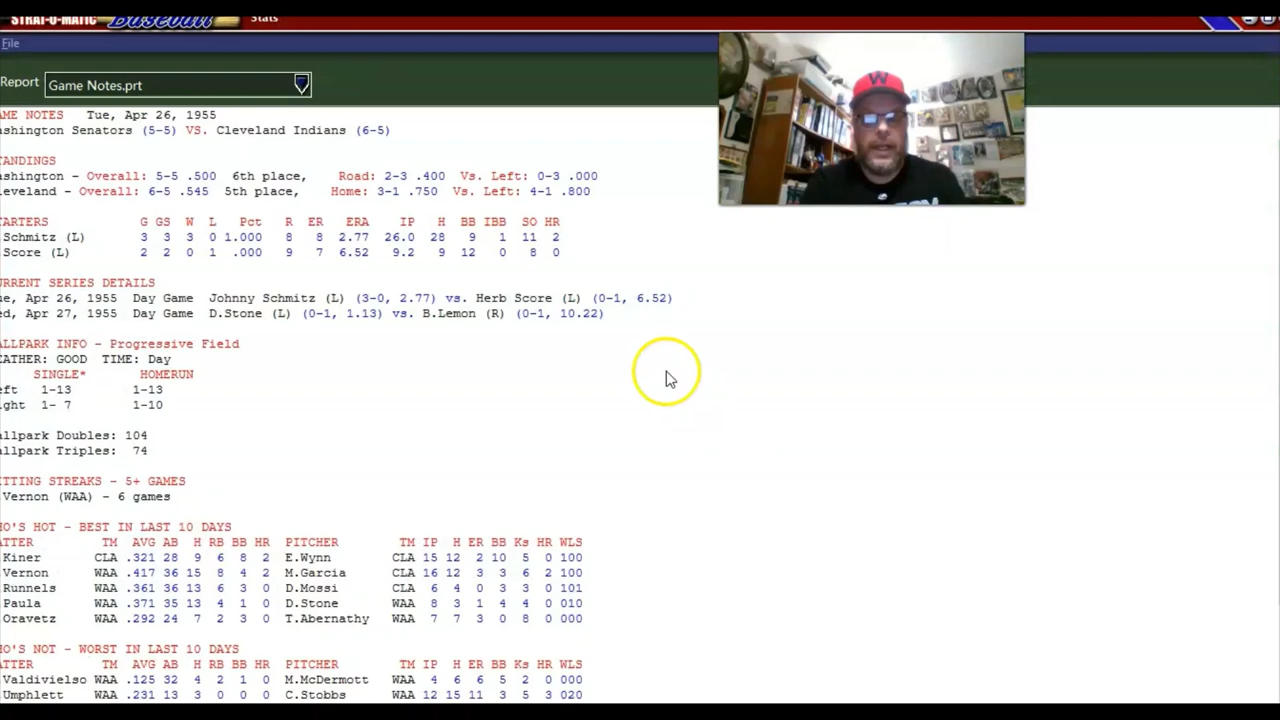 STRAT-O-MATIC Baseball Stats
File
Report Game Notes.prt
W
AME NOTES Tue, Apr 26, 1955
ashington Senators (5-5) VS. Cleveland Indians (6-5)
TANDINGS
ashington - Overall: 5-5 .500 6th place, Road: 2-3 .400 Vs. Left: 0-3 .000
leveland - Overall: 6-5 .545 5th place, Home: 3-1 .750 Vs. Left: 4-1 .800
TARTERS G GS W L Pct R ER ERA IP H BB IBB SO HR
Schmitz (L) 3 3 3 0 1.000 8 8 2.77 26.0 28 9 1 11 2
Score (L) 2 2 0 1 .000 9 7 6.52 9.2 9 12 0 8 0
URRENT SERIES DETAILS
ue, Apr 26, 1955 Day Game Johnny Schmitz (L) (3-0, 2.77) vs. Herb Score (L) (0-1, 6.52)
ed, Apr 27, 1955 Day Game D.Stone (L) (0-1, 1.13) vs. B.Lemon (R) (0-1, 10.22)
ALLPARK INFO - Progressive Field
EATHER: GOOD TIME: Day
SINGLE* HOMERUN
eft 1-13 1-13
ight 1- 7 1-10
allpark Doubles: 104
allpark Triples: 74
ITTING STREAKS - 5+ GAMES
Vernon (WAA) - 6 games
HO'S HOT - BEST IN LAST 10 DAYS
ATTER TM AVG AB H RB BB HR PITCHER TM IP H ER BB Ks HR WLS
Kiner CLA .321 28 9 6 8 2 E.Wynn CLA 15 12 2 10 5 0 100
Vernon WAA .417 36 15 8 4 2 M.Garcia CLA 16 12 3 3 6 2 100
Runnels WAA .361 36 13 6 3 0 D.Mossi CLA 6 4 0 3 3 0 101
Paula WAA .371 35 13 4 1 0 D.Stone WAA 8 3 1 4 4 0 010
Oravetz WAA .292 24 7 2 3 0 T.Abernathy WAA 7 7 3 0 8 0 000
HO'S NOT - WORST IN LAST 10 DAYS
ATTER TM AVG AB H RB BB HR PITCHER TM IP H ER BB Ks HR WLS
Valdivielso WAA .125 32 4 2 1 0 M.McDermott WAA 4 6 6 5 2 0 000
Umphlett WAA .231 13 3 0 0 0 C.Stobbs WAA 12 15 11 3 5 3 020